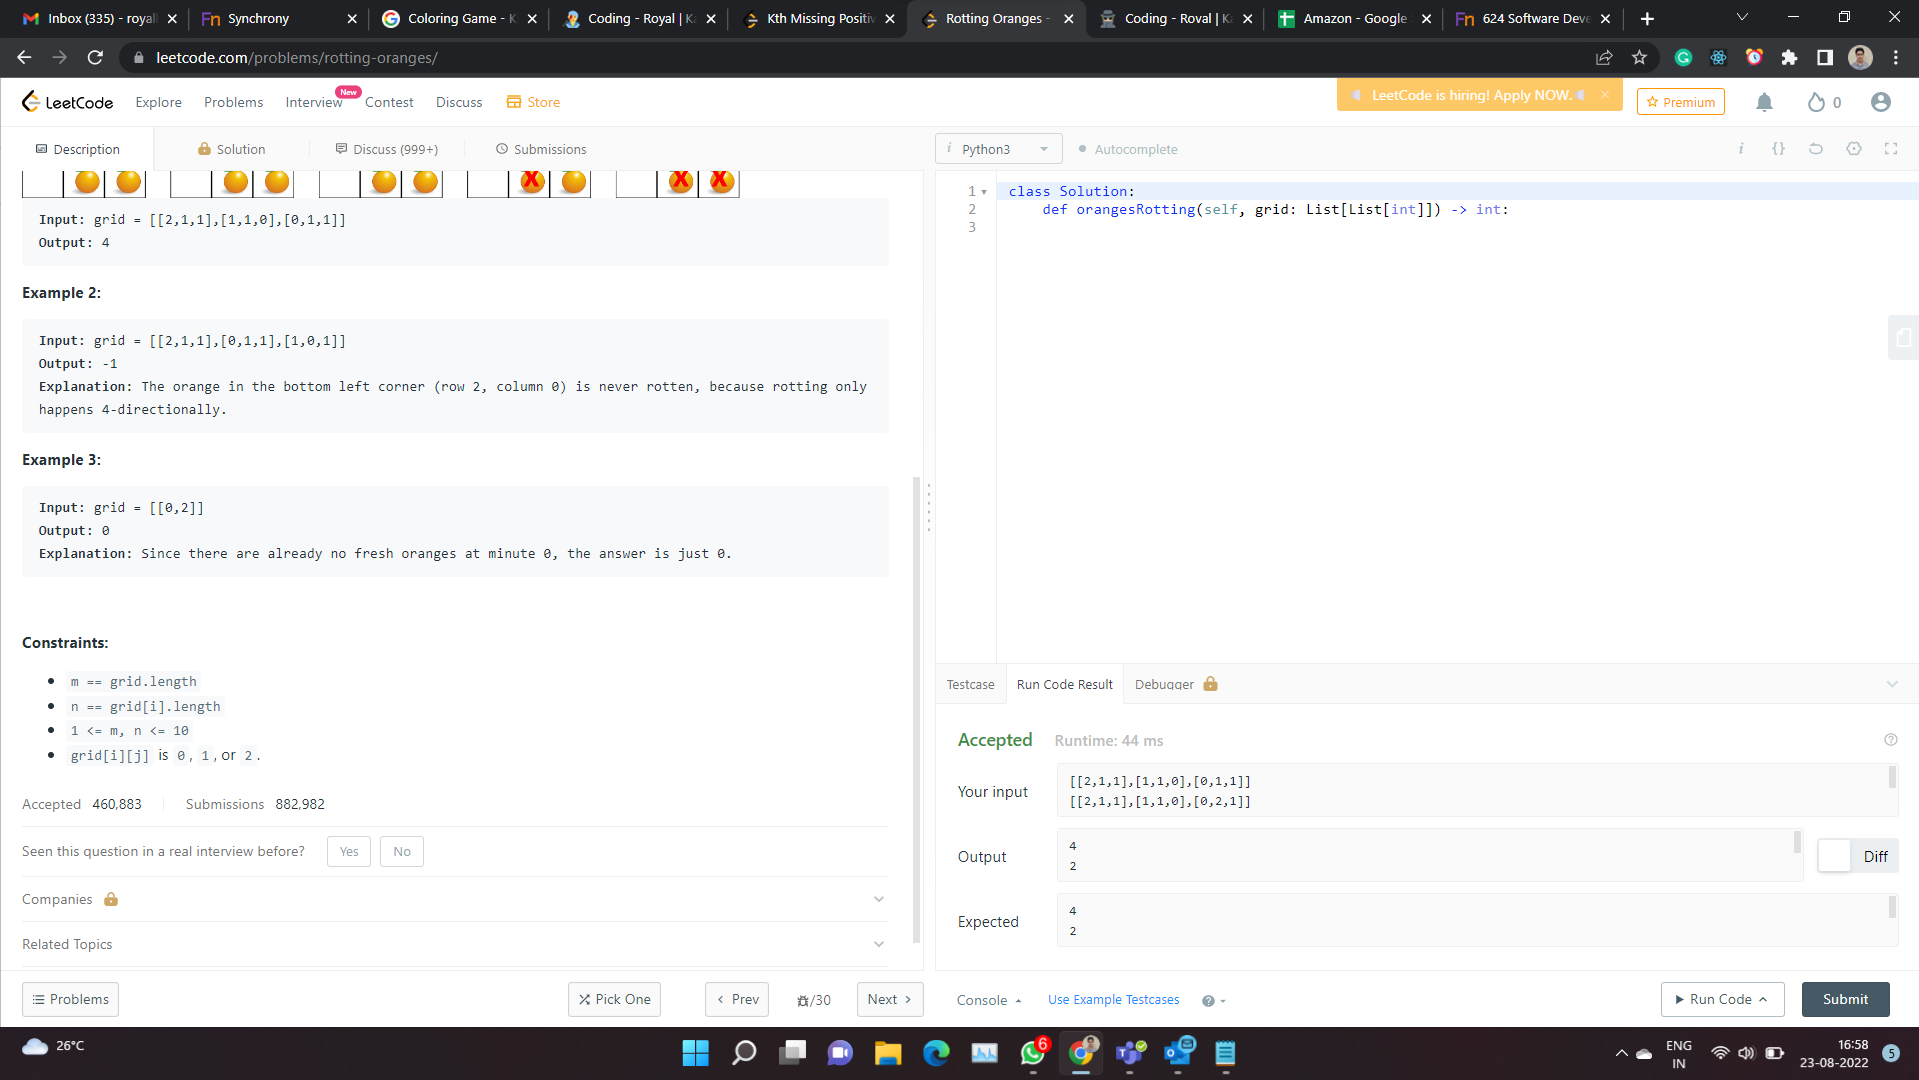 Inbox (335) - royal
Synchrony
Coloring Game - K
Coding - Royal | Ka
Kth Missing Positiv
Rotting Oranges -
Coding - Roval | Ka
Amazon - Google
624 Software Deve
leetcode.com/problems/rotting-oranges/
LeetCode
Explore
Problems
Interview
New
Contest
Discuss
Store
LeetCode is hiring! Apply NOW.
Premium
0
Description
Solution
Discuss (999+)
Submissions
Python3
Autocomplete
X
X
X
Input: grid = [[2,1,1],[1,1,0],[0,1,1]]
Output: 4
Example 2:
Input: grid = [[2,1,1],[0,1,1],[1,0,1]]
Output: -1
Explanation: The orange in the bottom left corner (row 2, column 0) is never rotten, because rotting only
happens 4-directionally.
Example 3:
Input: grid = [[0,2]]
Output: 0
Explanation: Since there are already no fresh oranges at minute 0, the answer is just 0.
Constraints:
m == grid.length
n == grid[i].length
1 <= m, n <= 10
grid[i][j] is 0, 1, or 2.
Accepted 460,883 Submissions 882,982
Seen this question in a real interview before? Yes No
Companies
Related Topics
Problems
Pick One
Prev
/30
Next
1 class Solution:
2 def orangesRotting(self, grid: List[List[int]]) -> int:
3
Testcase
Run Code Result
Debugger
Accepted Runtime: 44 ms
Your input
[[2,1,1],[1,1,0],[0,1,1]]
[[2,1,1],[1,1,0],[0,2,1]]
Output
4
2
Diff
Expected
4
2
Console
Use Example Testcases
Run Code
Submit
26°C
6
ENG
IN
16:58
23-08-2022
5